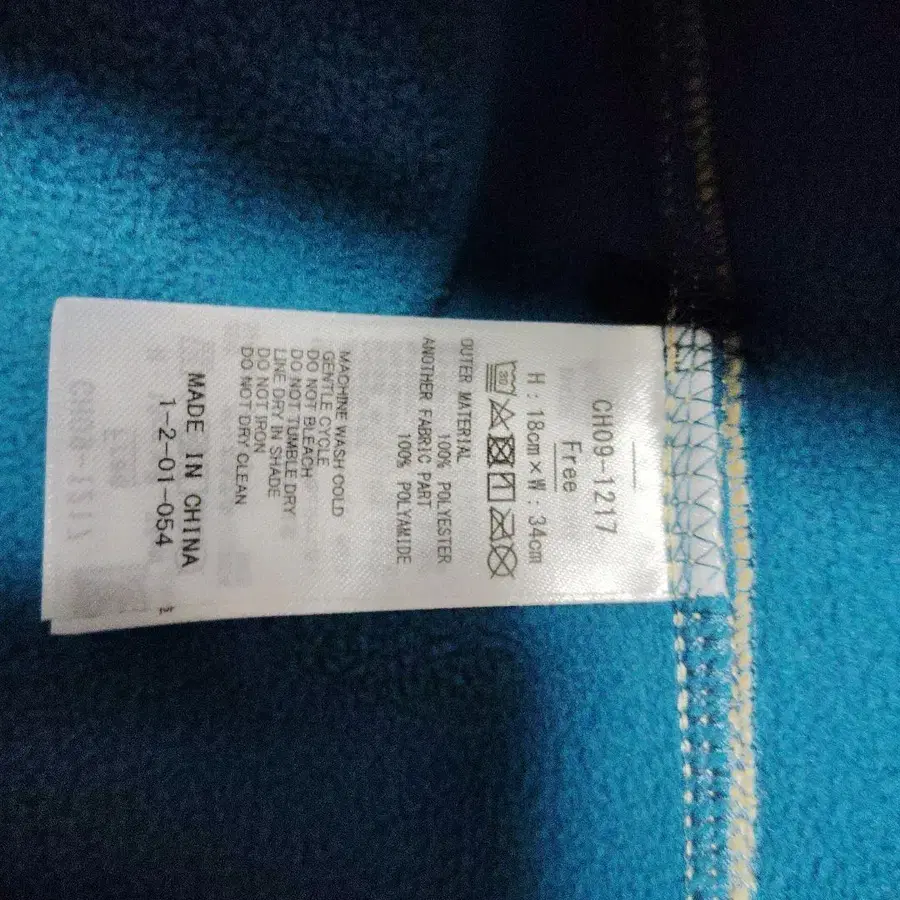 CH09-1217
Free
H：18cm×W：34cm
30
OUTER MATERIAL
100% POLYESTER
ANOTHER FABRIC PART
100% POLYAMIDE
MACHINE WASH COLD
GENTLE CYCLE
DO NOT BLEACH
DO NOT TUMBLE DRY
LINE DRY IN SHADE
DO NOT IRON
DO NOT DRY CLEAN
MADE IN CHINA
1-2-01-054